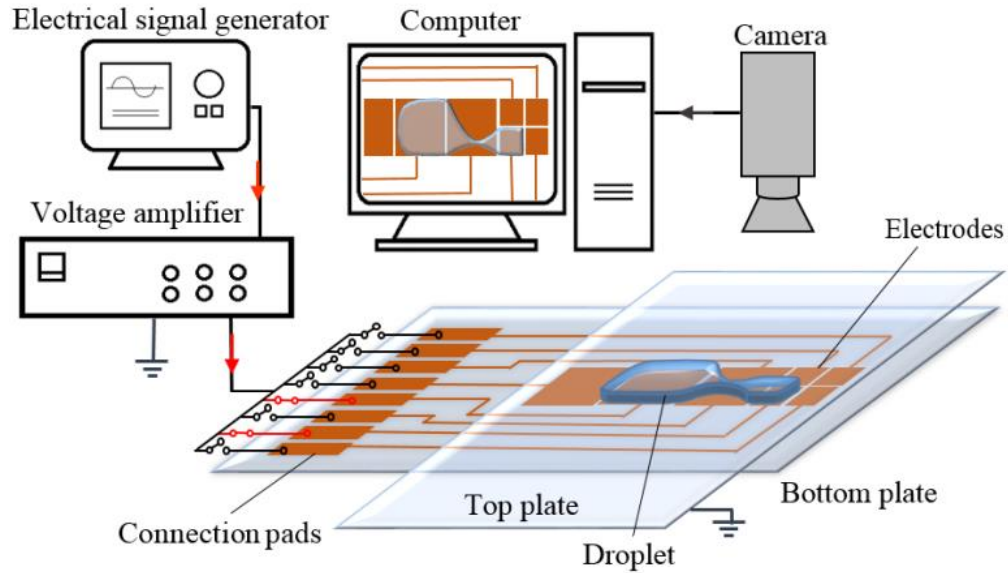 Electrical signal generator
Computer
Camera
Voltage amplifier
Electrodes
Connection pads
Top plate
Bottom plate
Droplet